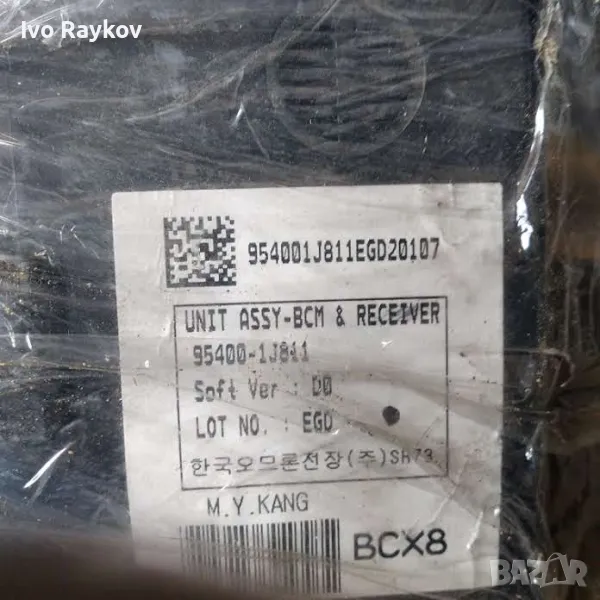 Ivo Raykov
954001J811EGD20107
UNIT ASSY-BCM & RECEIVER
95400-1J811
Soft Ver : D0
LOT NO. : EGD
한국오므론전장(주)SH73
M.Y.KANG
BCX8
BAZAR